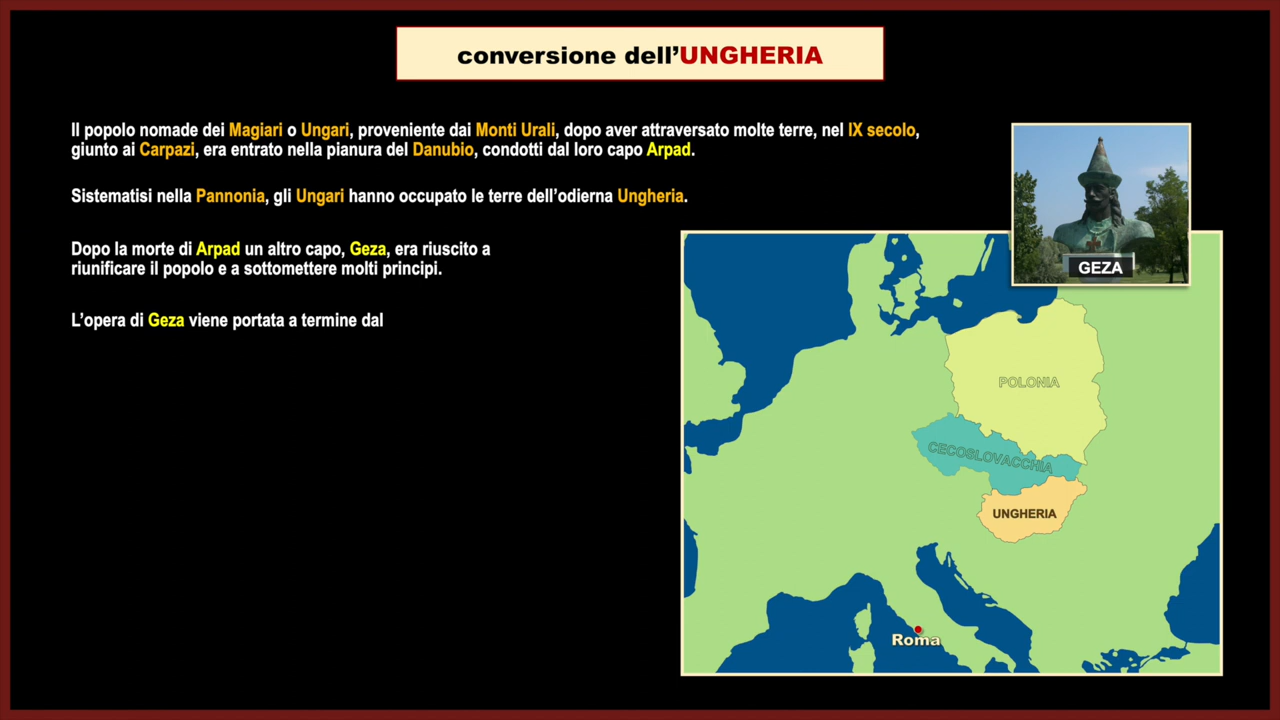 conversione dell’UNGHERIA
Il popolo nomade dei Magiari o Ungari, proveniente dai Monti Urali, dopo aver attraversato molte terre, nel IX secolo,
giunto ai Carpazi, era entrato nella pianura del Danubio, condotti dal loro capo Arpad.
Sistematisi nella Pannonia, gli Ungari hanno occupato le terre dell’odierna Ungheria.
Dopo la morte di Arpad un altro capo, Geza, era riuscito a
riunificare il popolo e a sottomettere molti principi.
L’opera di Geza viene portata a termine dal
GEZA
POLONIA
CECOSLOVACCHIA
UNGHERIA
Roma